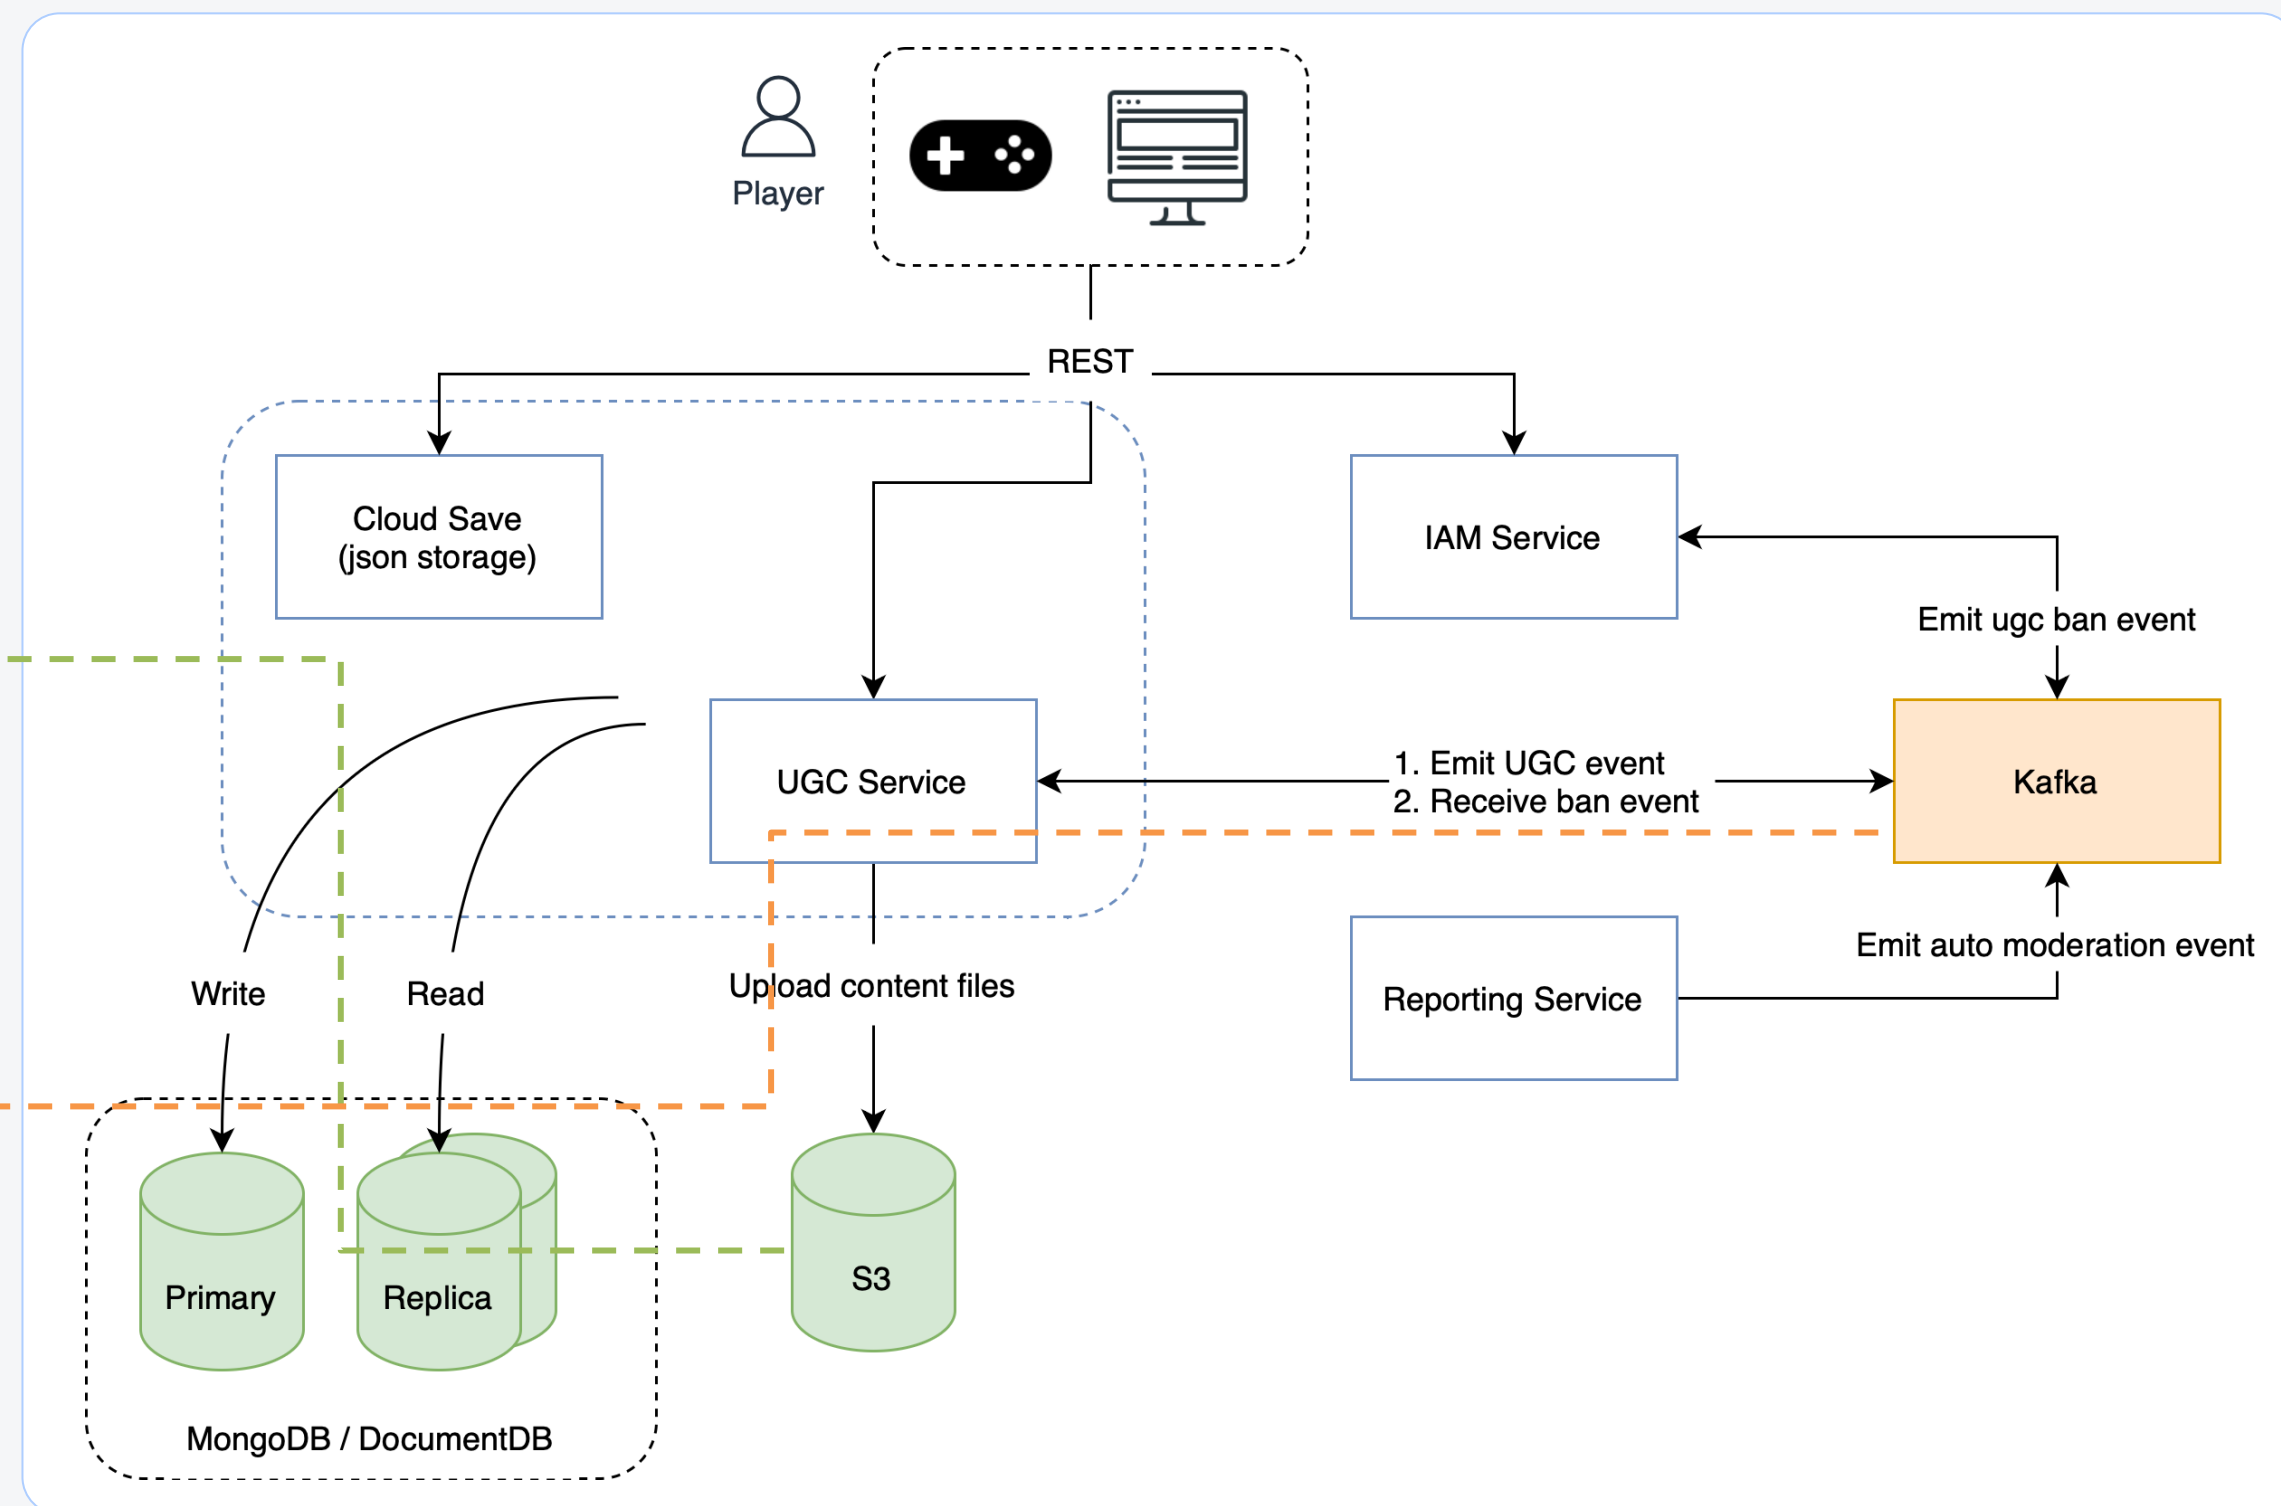 Player
REST
Cloud Save
(json storage)
IAM Service
Emit ugc ban event
UGC Service
1. Emit UGC event
2. Receive ban event
Kafka
Emit auto moderation event
Write
Read
Upload content files
Reporting Service
Primary
Replica
S3
MongoDB / DocumentDB